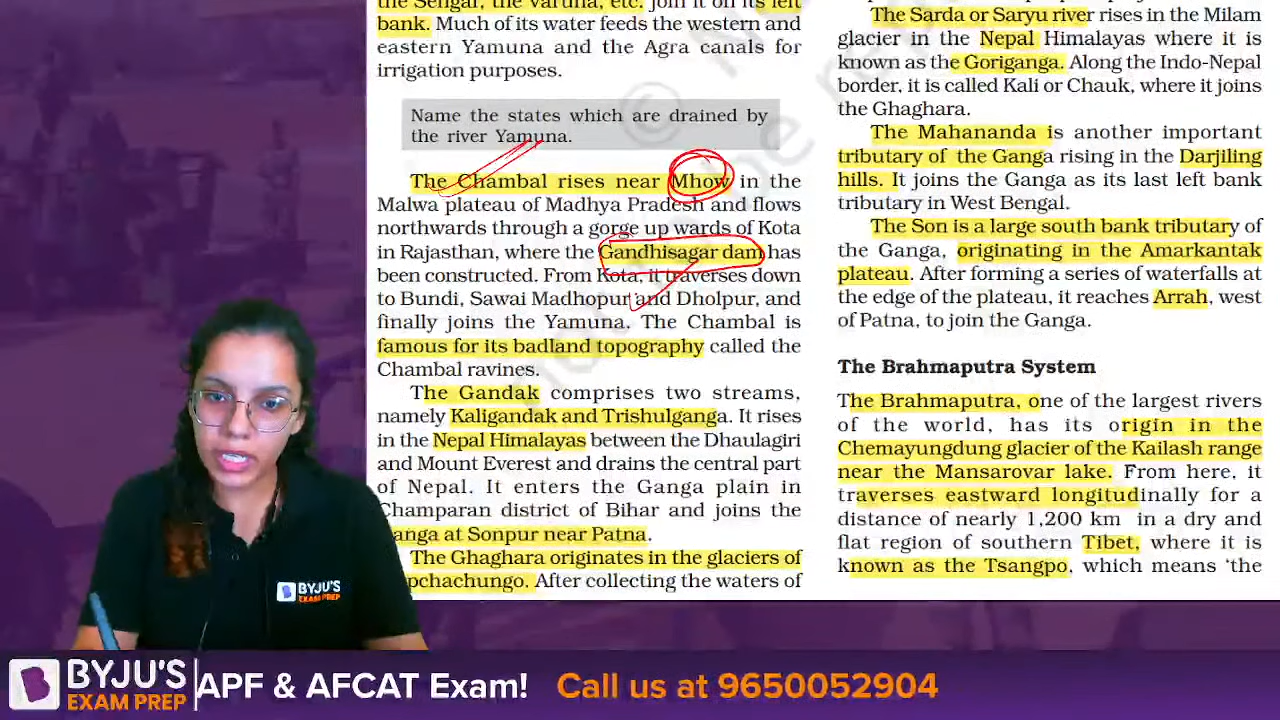 the Sengar, the Varuna, etc. join it on its left
bank. Much of its water feeds the western and
eastern Yamuna and the Agra canals for
irrigation purposes.
Name the states which are drained by
the river Yamuna.
The Chambal rises near Mhow in the
Malwa plateau of Madhya Pradesh and flows
northwards through a gorge up wards of Kota
in Rajasthan, where the Gandhisagar dam has
been constructed. From Kota, it traverses down
to Bundi, Sawai Madhopur and Dholpur, and
finally joins the Yamuna. The Chambal is
famous for its badland topography called the
Chambal ravines.
The Gandak comprises two streams,
namely Kaligandak and Trishulganga. It rises
in the Nepal Himalayas between the Dhaulagiri
and Mount Everest and drains the central part
of Nepal. It enters the Ganga plain in
Champaran district of Bihar and joins the
anga at Sonpur near Patna.
The Ghaghara originates in the glaciers of
pchachungo. After collecting the waters of
The Sarda or Saryu river rises in the Milam
glacier in the Nepal Himalayas where it is
known as the Goriganga. Along the Indo-Nepal
border, it is called Kali or Chauk, where it joins
the Ghaghara.
The Mahananda is another important
tributary of the Ganga rising in the Darjiling
hills. It joins the Ganga as its last left bank
tributary in West Bengal.
The Son is a large south bank tributary of
the Ganga, originating in the Amarkantak
plateau. After forming a series of waterfalls at
the edge of the plateau, it reaches Arrah, west
of Patna, to join the Ganga.
The Brahmaputra System
The Brahmaputra, one of the largest rivers
of the world, has its origin in the
Chemayungdung glacier of the Kailash range
near the Mansarovar lake. From here, it
traverses eastward longitudinally for a
distance of nearly 1,200 km in a dry and
flat region of southern Tibet, where it is
known as the Tsangpo, which means 'the
BYJU'S
EXAM PREP
BYJU'S
EXAM PREP
APF & AFCAT Exam!
Call us at 9650052904